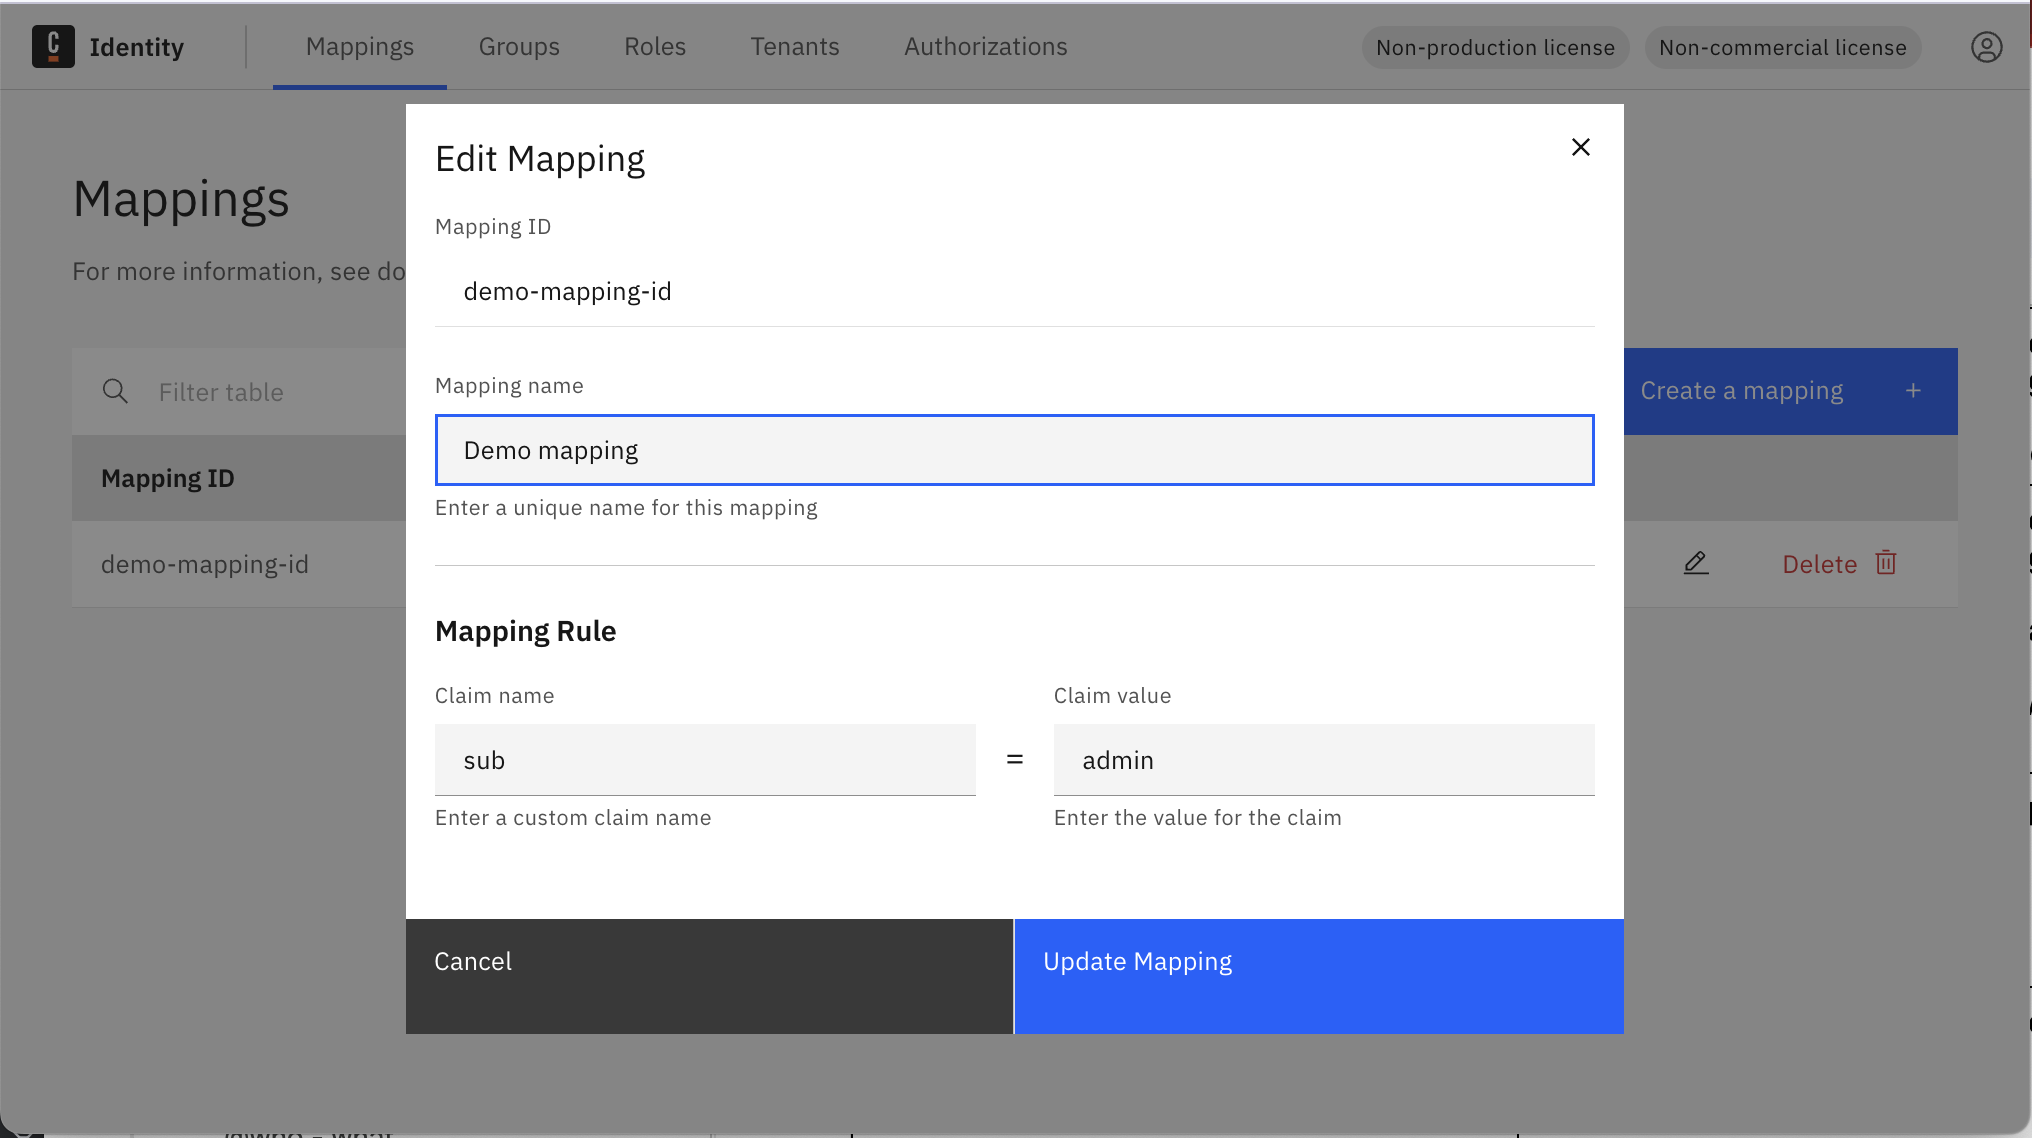 Identity Mappings Groups Roles Tenants Authorizations Non-production license Non-commercial license
Mappings
For more information, see do
Filter table
Create a mapping +
Mapping ID
demo-mapping-id
Delete
Edit Mapping
Mapping ID
demo-mapping-id
Mapping name
Demo mapping
Enter a unique name for this mapping
Mapping Rule
Claim name
Claim value
sub = admin
Enter a custom claim name
Enter the value for the claim
Cancel
Update Mapping